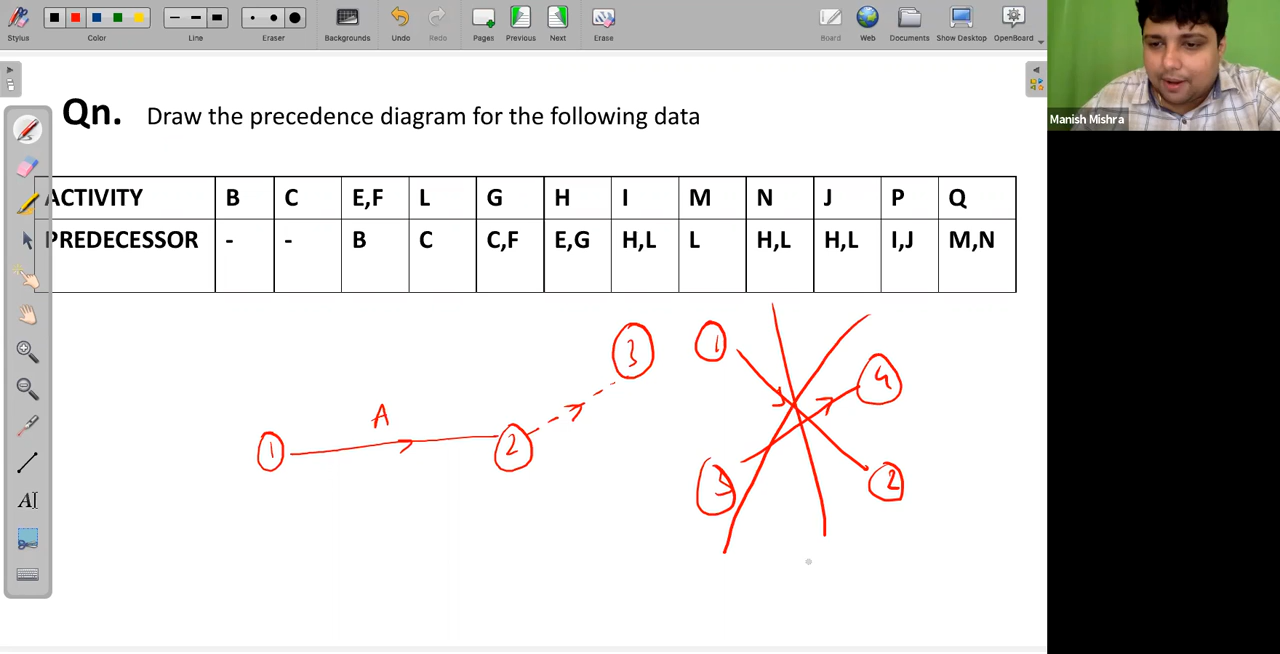 Stylus Color Line Eraser Backgrounds Undo Redo Pages Previous Next Erase Board Web Documents Show Desktop OpenBoard
Manish Mishra
Qn. Draw the precedence diagram for the following data
ACTIVITY B C E,F L G H I M N J P Q
PREDECESSOR - - B C C,F E,G H,L L H,L H,L I,J M,N
3 1
A 4
1 2
3 2
AI